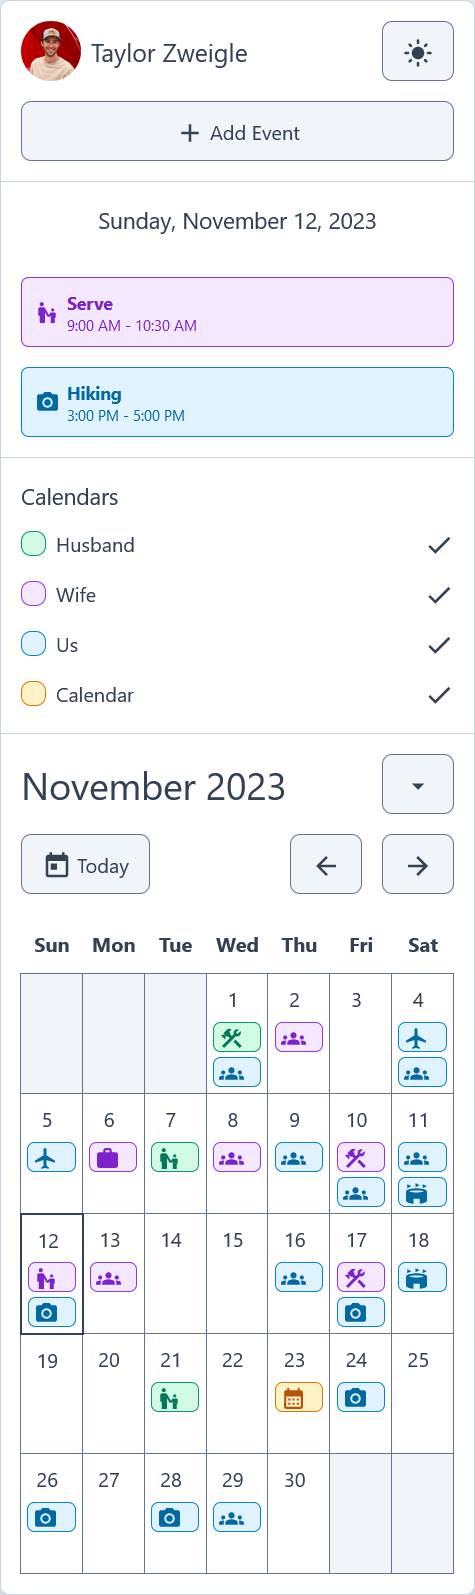 Taylor Zweigle
Add Event
Sunday, November 12, 2023
Serve
9:00 AM - 10:30 AM
Hiking
3:00 PM - 5:00 PM
Calendars
Husband
Wife
Us
Calendar
November 2023
Today
Sun Mon Tue Wed Thu Fri Sat
1 2 3 4
5 6 7 8 9 10 11
12 13 14 15 16 17 18
19 20 21 22 23 24 25
26 27 28 29 30